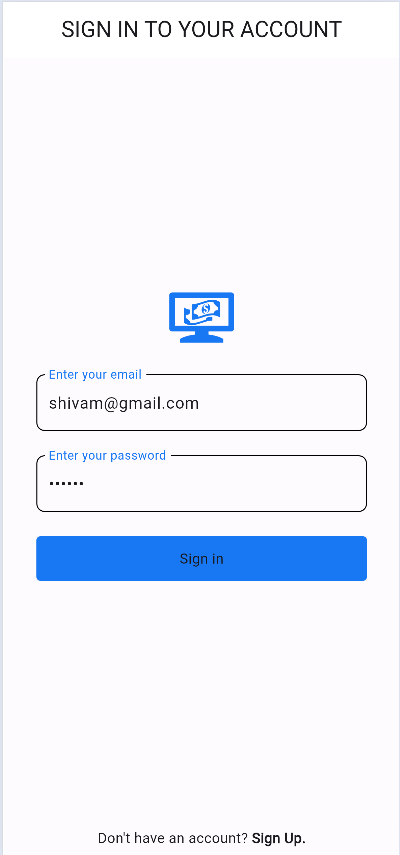 SIGN IN TO YOUR ACCOUNT
$
Enter your email
shivam@gmail.com
Enter your password
••••••
Sign in
Don't have an account? Sign Up.